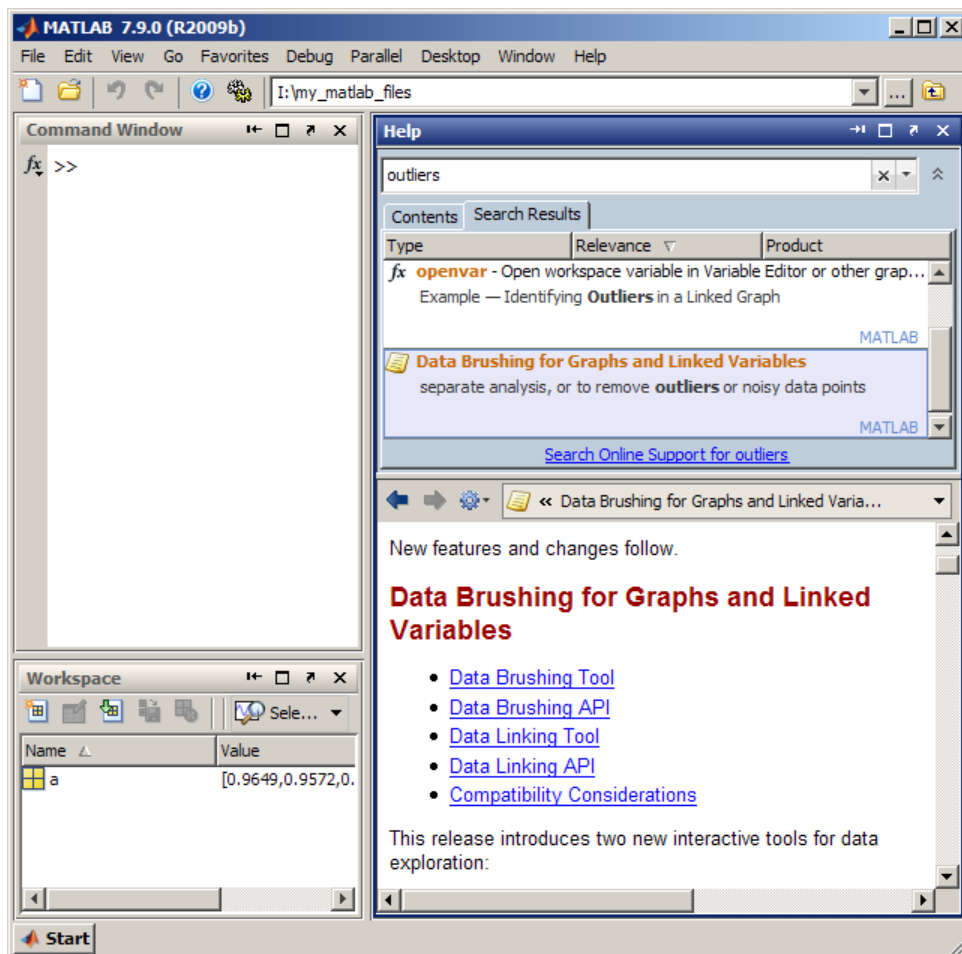 MATLAB 7.9.0 (R2009b)
File Edit View Go Favorites Debug Parallel Desktop Window Help
I:\my_matlab_files
...
Command Window
fx >>
Workspace
Sele...
Name Value
a [0.9649,0.9572,0.
Help
outliers
Contents Search Results
Type Relevance Product
fx openvar - Open workspace variable in Variable Editor or other grap...
Example — Identifying Outliers in a Linked Graph
MATLAB
Data Brushing for Graphs and Linked Variables
separate analysis, or to remove outliers or noisy data points
MATLAB
Search Online Support for outliers
« Data Brushing for Graphs and Linked Varia...
New features and changes follow.
Data Brushing for Graphs and Linked
Variables
• Data Brushing Tool
• Data Brushing API
• Data Linking Tool
• Data Linking API
• Compatibility Considerations
This release introduces two new interactive tools for data
exploration:
Start